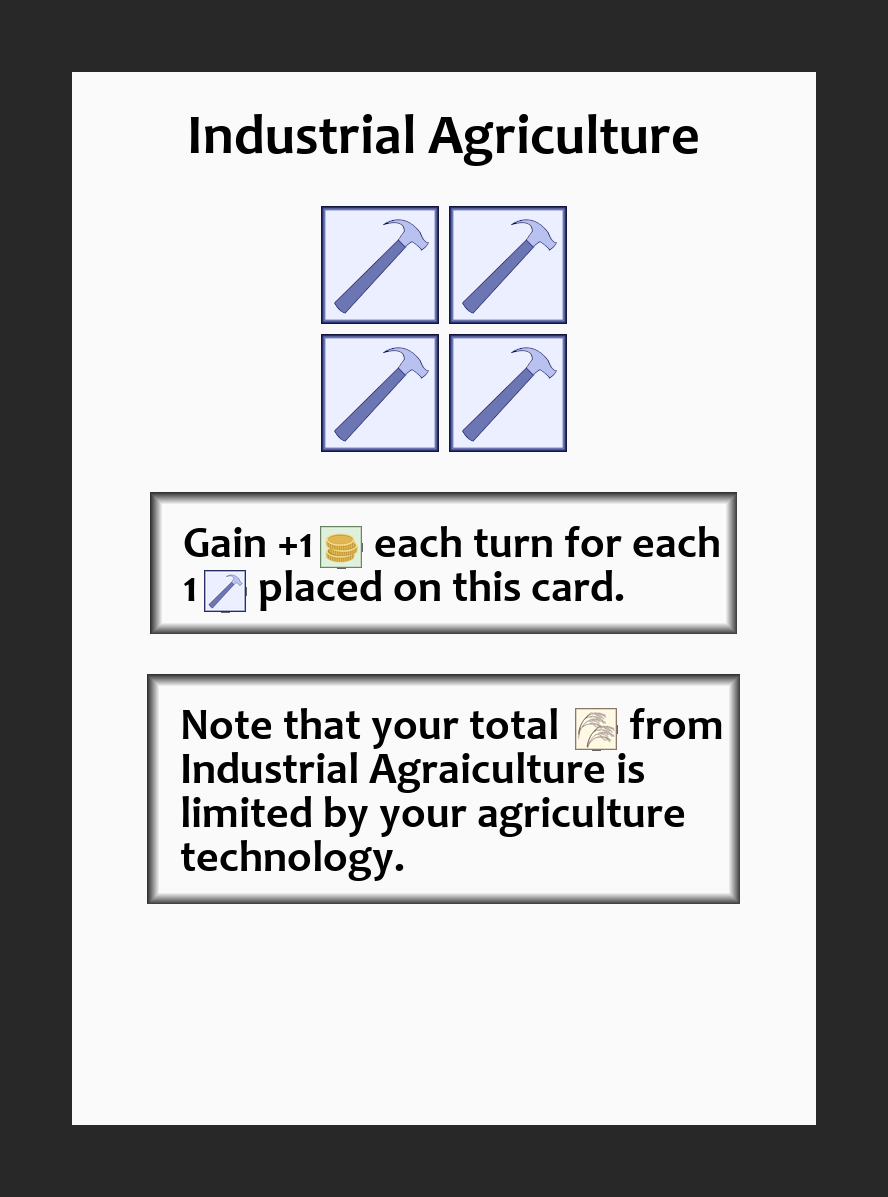 Industrial Agriculture
Gain +1 each turn for each
1 placed on this card.
Note that your total from
Industrial Agraiculture is
limited by your agriculture
technology.